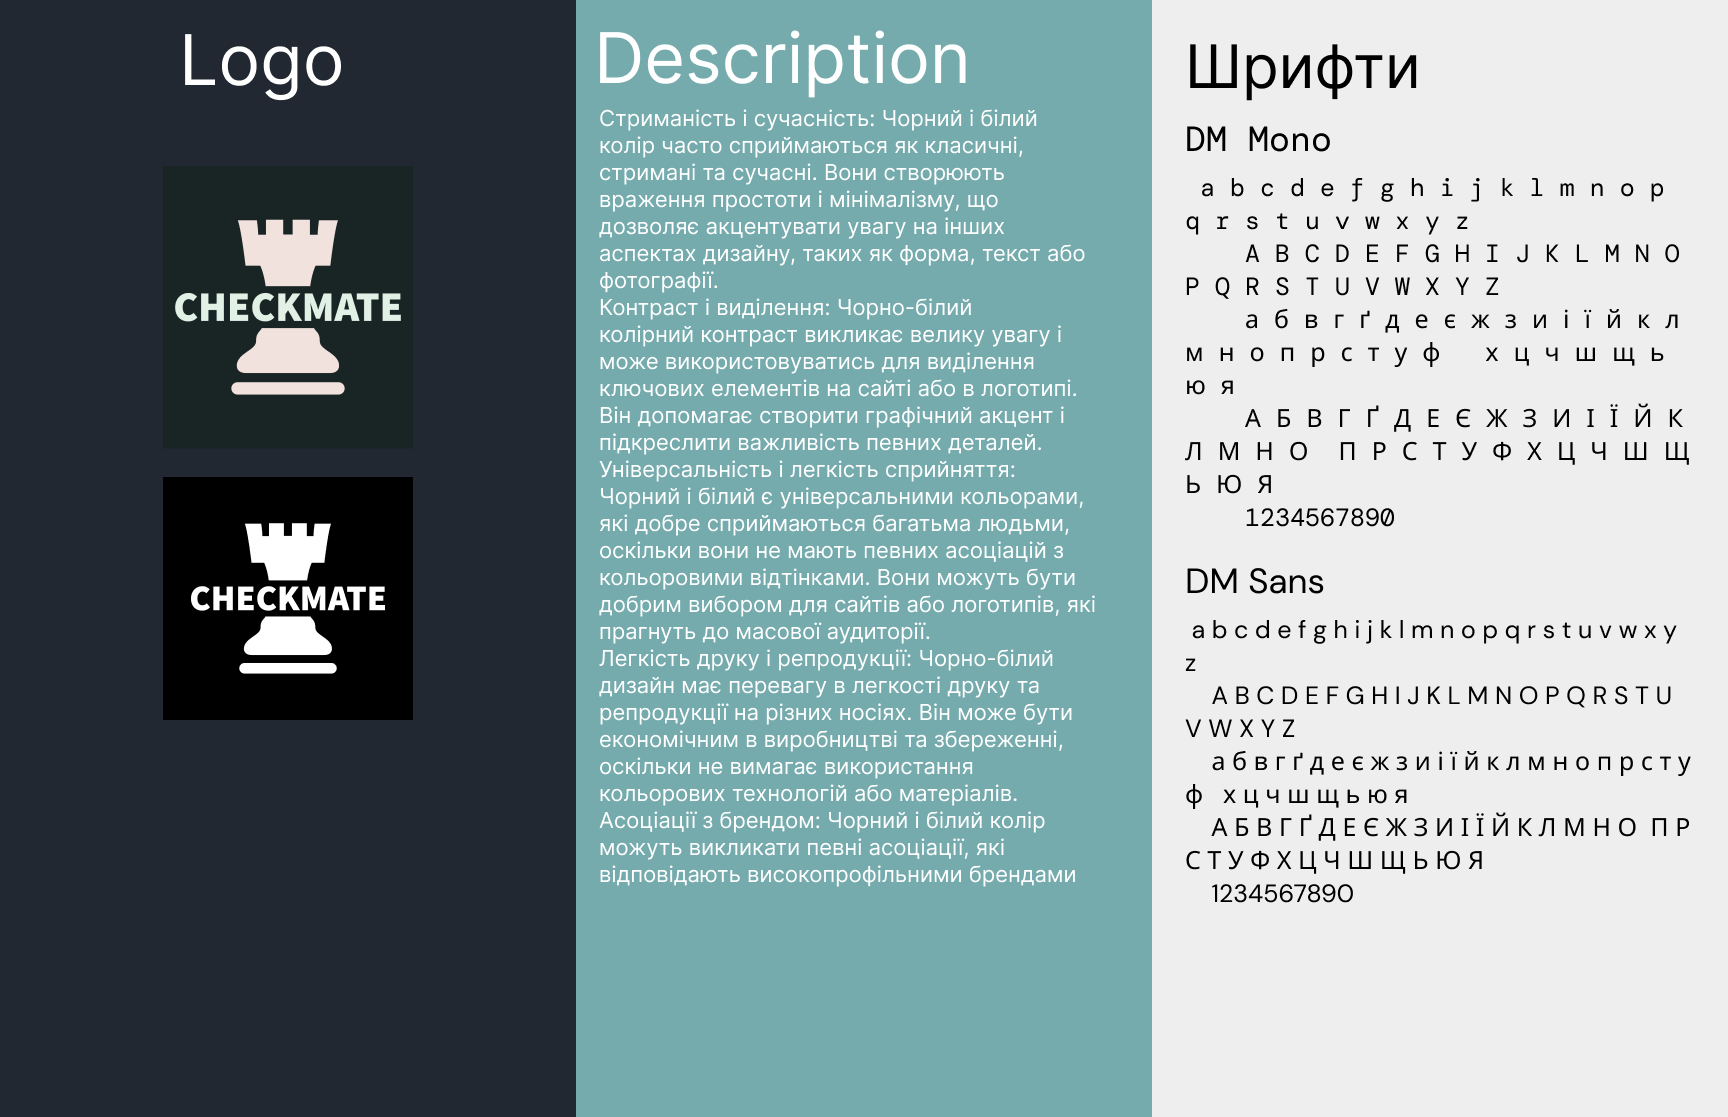 Logo
CHECKMATE
CHECKMATE
Description
Стриманість і сучасність: Чорний і білий
колір часто сприймаються як класичні,
стримані та сучасні. Вони створюють
враження простоти і мінімалізму, що
дозволяє акцентувати увагу на інших
аспектах дизайну, таких як форма, текст або
фотографії.
Контраст і виділення: Чорно-білий
колірний контраст викликає велику увагу і
може використовуватись для виділення
ключових елементів на сайті або в логотипі.
Він допомагає створити графічний акцент і
підкреслити важливість певних деталей.
Універсальність і легкість сприйняття:
Чорний і білий є універсальними кольорами,
які добре сприймаються багатьма людьми,
оскільки вони не мають певних асоціацій з
кольоровими відтінками. Вони можуть бути
добрим вибором для сайтів або логотипів, які
прагнуть до масової аудиторії.
Легкість друку і репродукції: Чорно-білий
дизайн має перевагу в легкості друку та
репродукції на різних носіях. Він може бути
економічним в виробництві та збереженні,
оскільки не вимагає використання
кольорових технологій або матеріалів.
Асоціації з брендом: Чорний і білий колір
можуть викликати певні асоціації, які
відповідають високопрофільними брендами
Шрифти
DM Mono
a b c d e f g h i j k l m n o p
q r s t u v w x y z
A B C D E F G H I J K L M N O
P Q R S T U V W X Y Z
а б в г ґ д е є ж з и і ї й к л
м н о п р с т у ф х ц ч ш щ ь
ю я
А Б В Г Ґ Д Е Є Ж З И І Ї Й К
Л М Н О П Р С Т У Ф Х Ц Ч Ш Щ
Ь Ю Я
1234567890
DM Sans
a b c d e f g h i j k l m n o p q r s t u v w x y
z
A B C D E F G H I J K L M N O P Q R S T U
V W X Y Z
а б в г ґ д е є ж з и і ї й к л м н о п р с т у
ф х ц ч ш щ ь ю я
А Б В Г Ґ Д Е Є Ж З И І Ї Й К Л М Н О П Р
С Т У Ф Х Ц Ч Ш Щ Ь Ю Я
1234567890